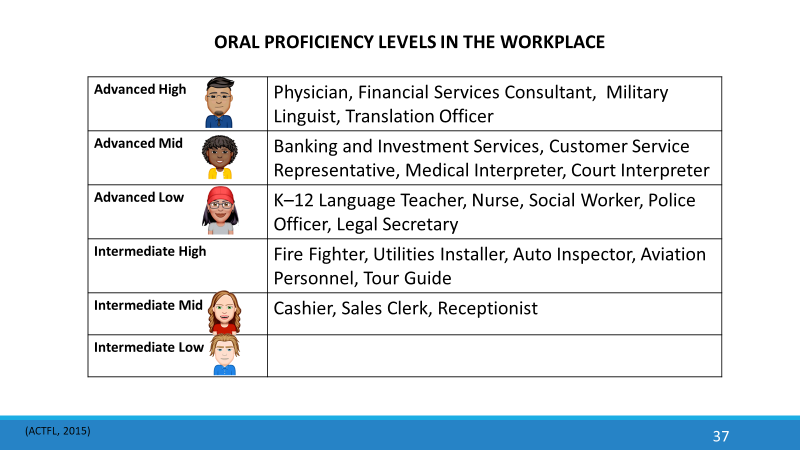 ORAL PROFICIENCY LEVELS IN THE WORKPLACE
Advanced High
Physician, Financial Services Consultant, Military
Linguist, Translation Officer
Advanced Mid
Banking and Investment Services, Customer Service
Representative, Medical Interpreter, Court Interpreter
Advanced Low
K–12 Language Teacher, Nurse, Social Worker, Police
Officer, Legal Secretary
Intermediate High
Fire Fighter, Utilities Installer, Auto Inspector, Aviation
Personnel, Tour Guide
Intermediate Mid
Cashier, Sales Clerk, Receptionist
Intermediate Low
(ACTFL, 2015)
37